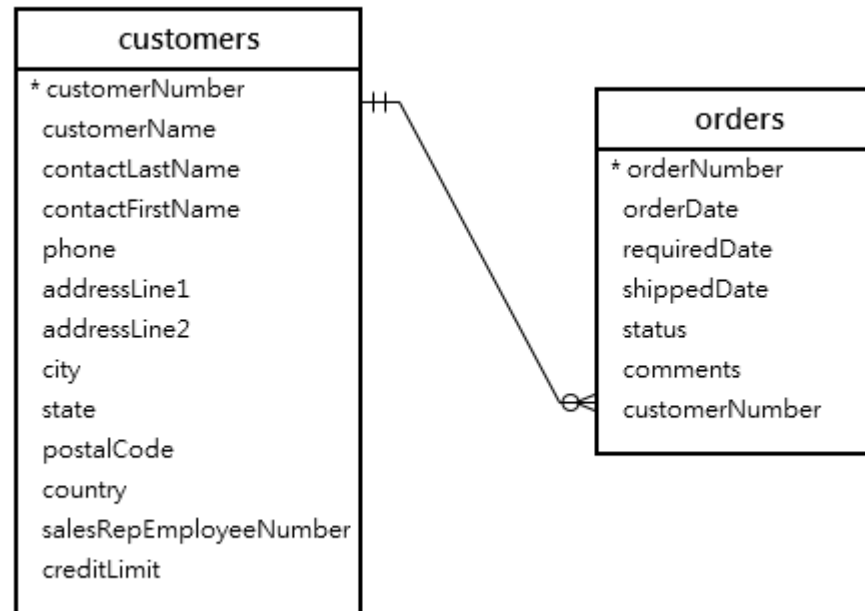 customers
* customerNumber
customerName
contactLastName
contactFirstName
phone
addressLine1
addressLine2
city
state
postalCode
country
salesRepEmployeeNumber
creditLimit
orders
* orderNumber
orderDate
requiredDate
shippedDate
status
comments
customerNumber